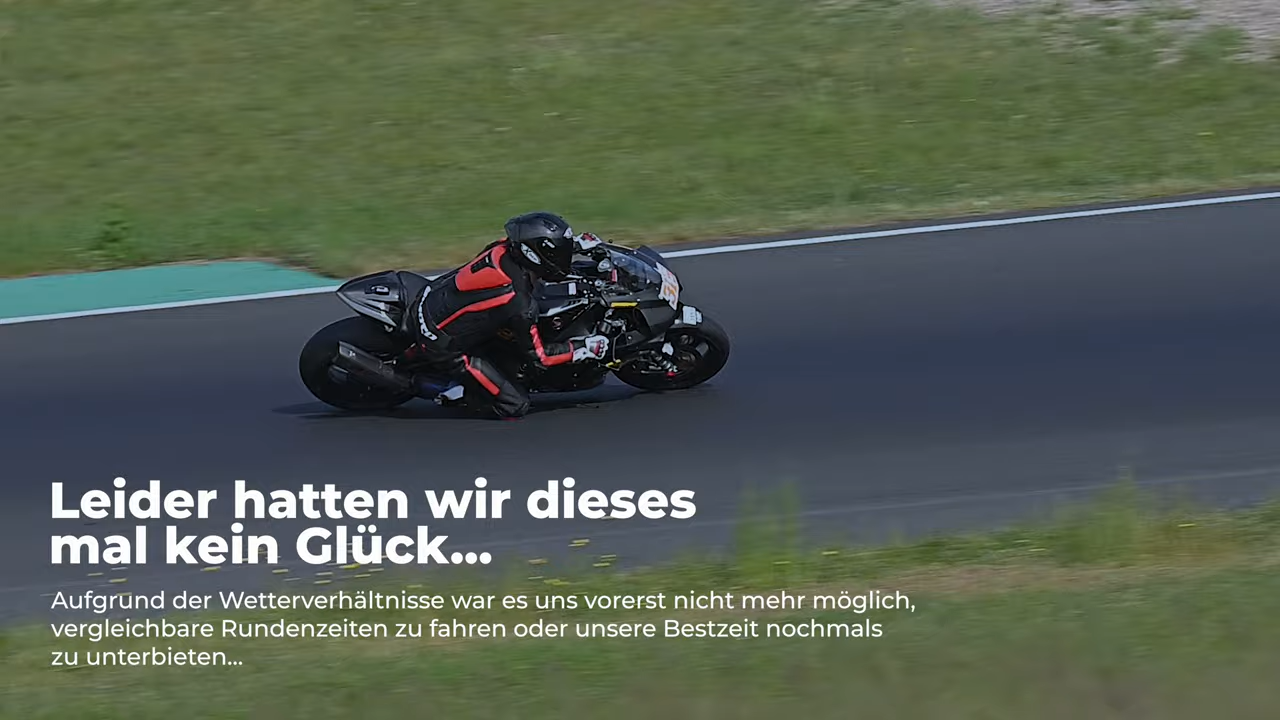 Leider hatten wir dieses
mal kein Glück...
Aufgrund der Wetterverhältnisse war es uns vorerst nicht mehr möglich,
vergleichbare Rundenzeiten zu fahren oder unsere Bestzeit nochmals
zu unterbieten...